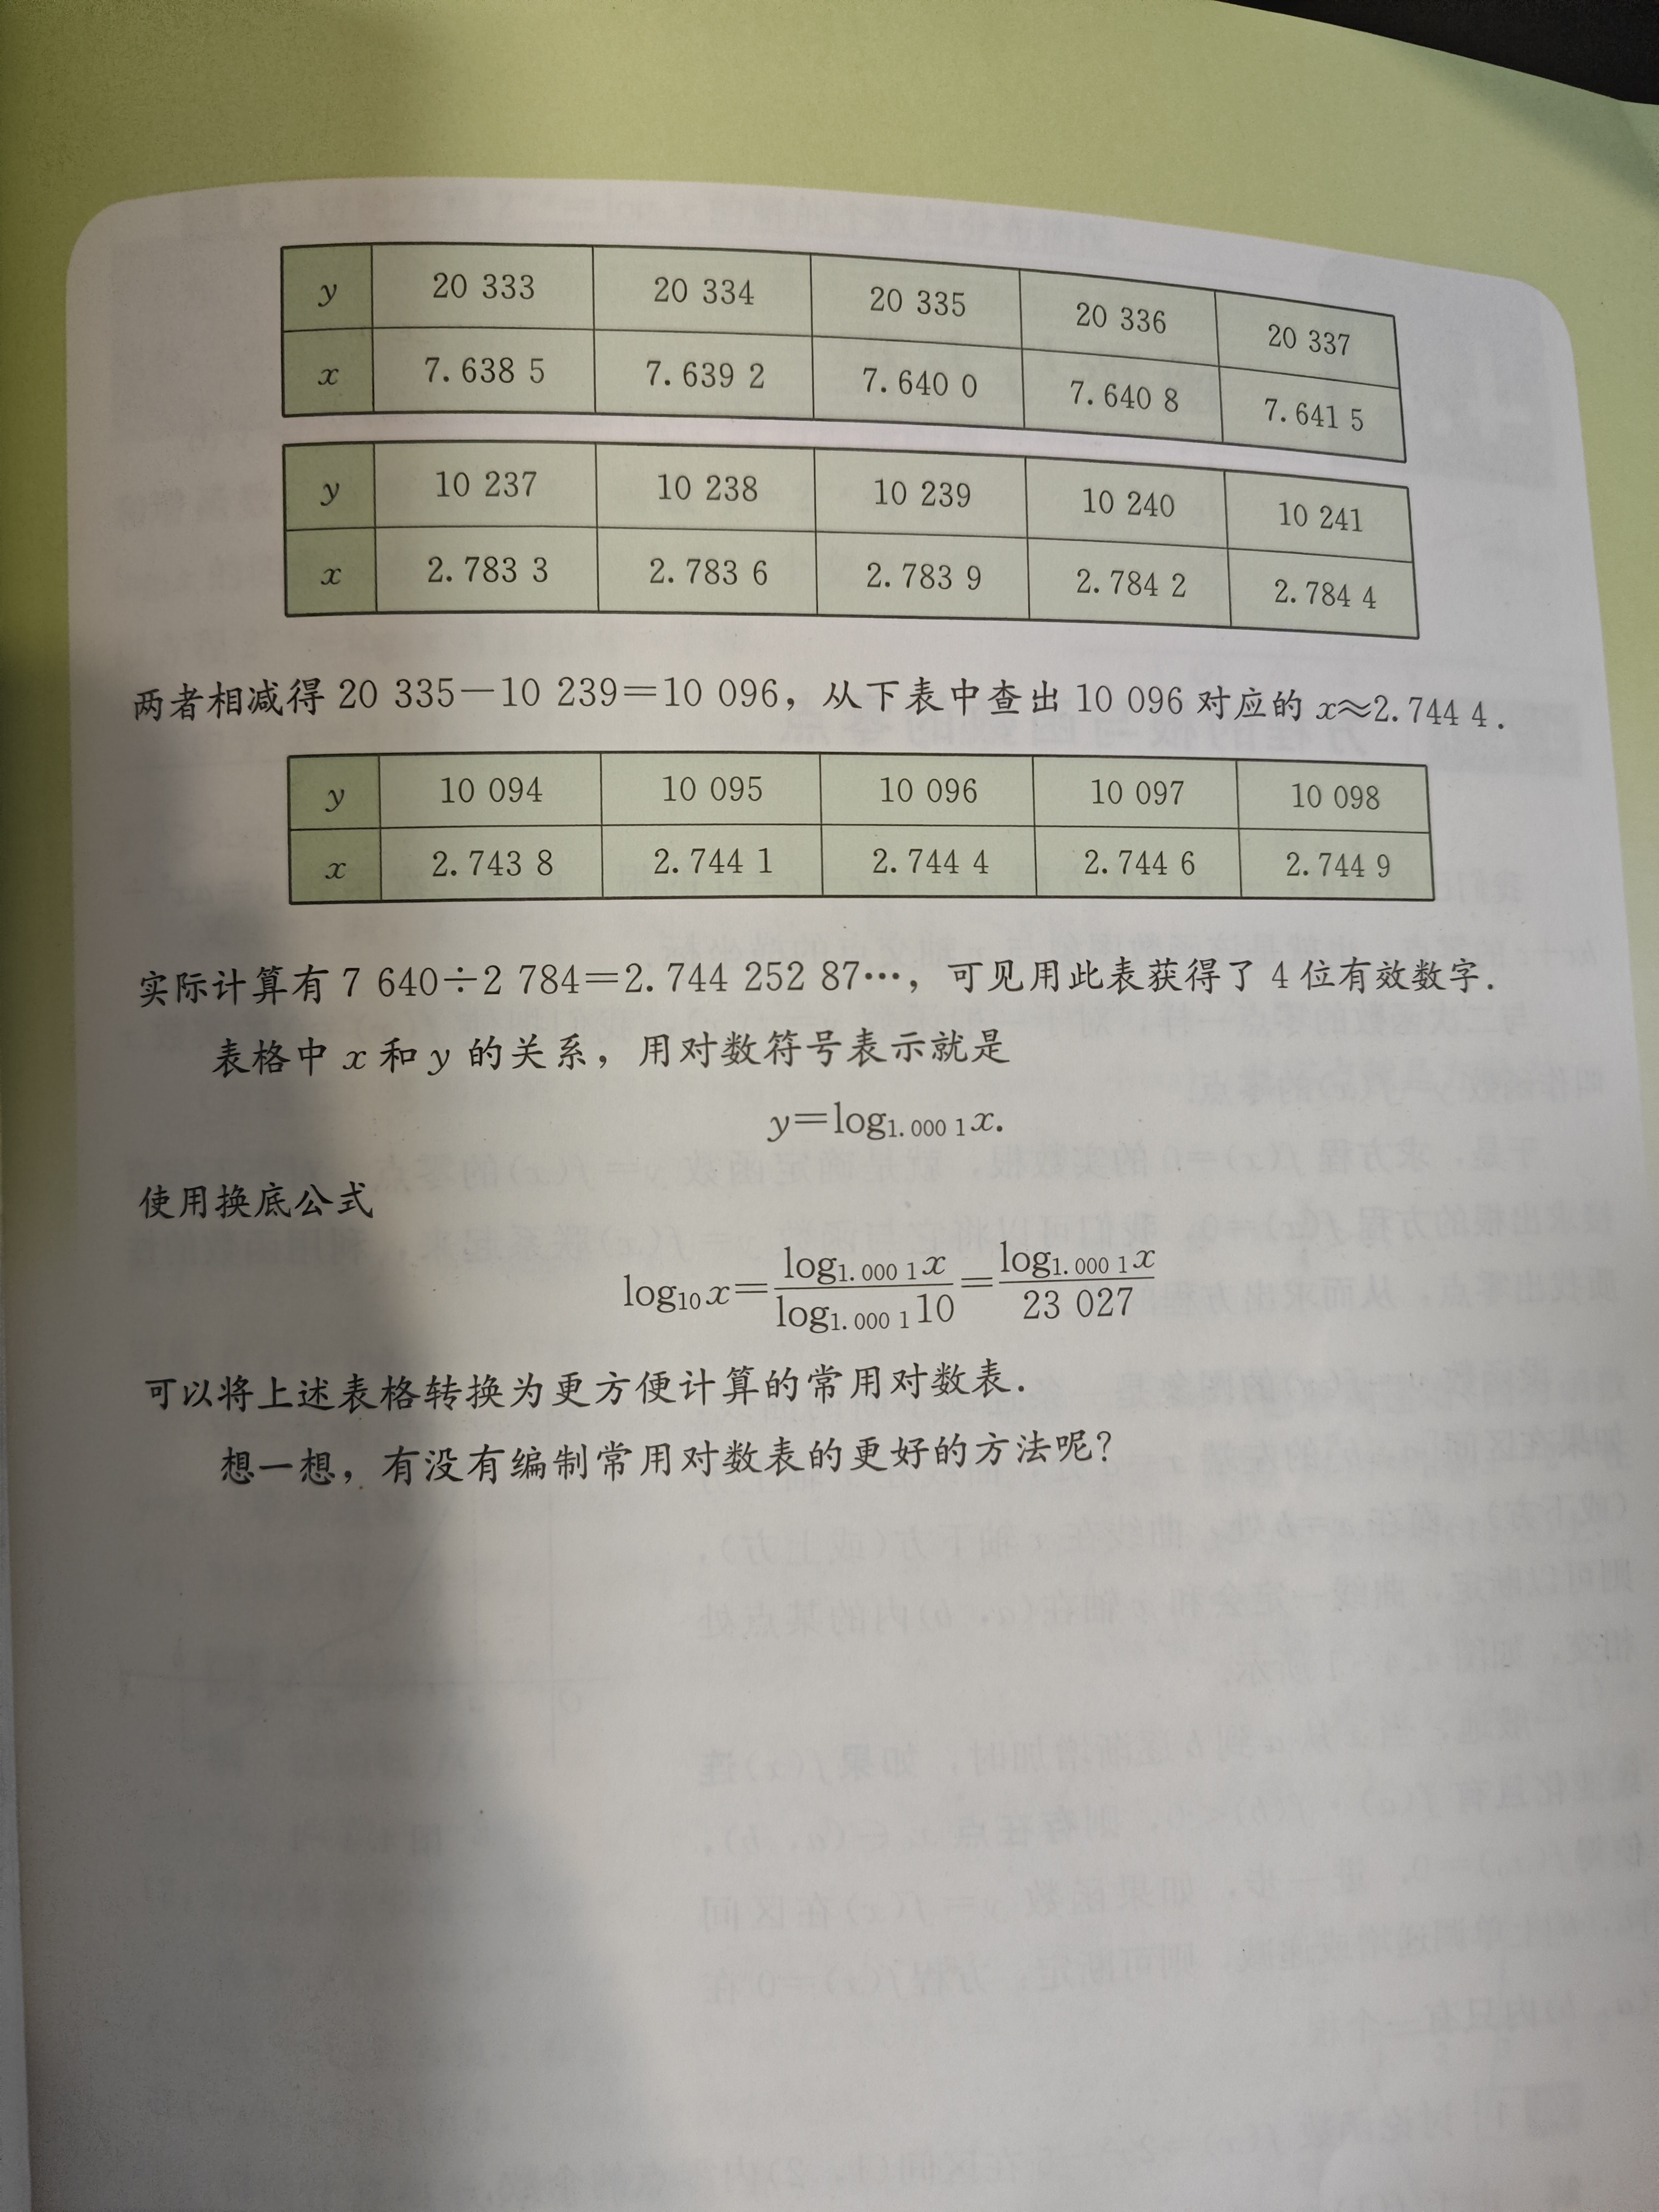 y 20 333 20 334 20 335 20 336 20 337
x 7.638 5 7.639 2 7.640 0 7.640 8 7.641 5
y 10 237 10 238 10 239 10 240 10 241
x 2.783 3 2.783 6 2.783 9 2.784 2 2.784 4
两者相减得 20 335－10 239＝10 096，从下表中查出 10 096 对应的 x≈2.744 4．
y 10 094 10 095 10 096 10 097 10 098
x 2.743 8 2.744 1 2.744 4 2.744 6 2.744 9
实际计算有 7 640÷2 784＝2.744 252 87…，可见用此表获得了 4 位有效数字．
表格中 x 和 y 的关系，用对数符号表示就是
y＝log₁.₀₀₀ ₁x.
使用换底公式
log₁₀x＝log₁.₀₀₀ ₁x/log₁.₀₀₀ ₁10＝log₁.₀₀₀ ₁x/23 027
可以将上述表格转换为更方便计算的常用对数表．
想一想，有没有编制常用对数表的更好的方法呢？